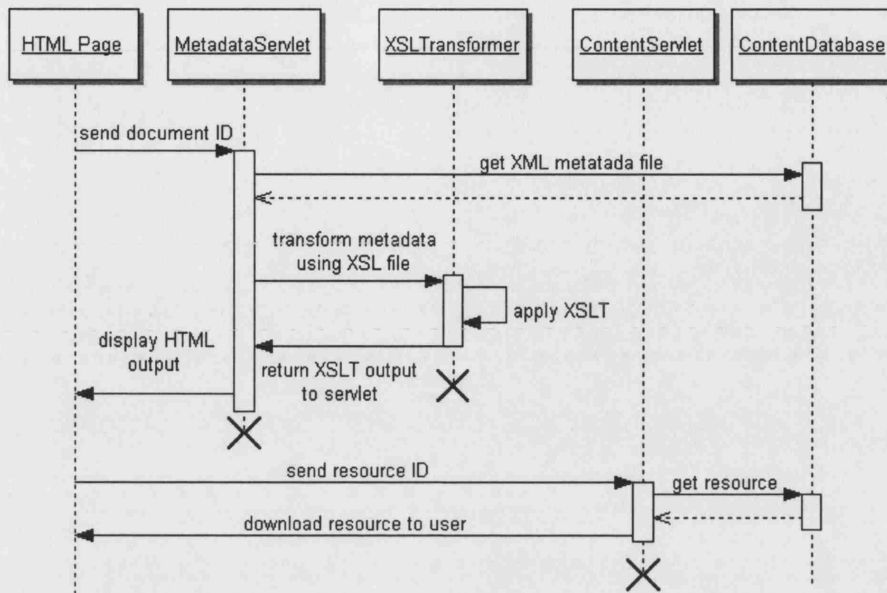 HTML Page
MetadataServlet
XSLTransformer
ContentServlet
ContentDatabase
send document ID
get XML metatada file
transform metadata
using XSL file
apply XSLT
display HTML
output
return XSLT output
to servlet
send resource ID
get resource
download resource to user